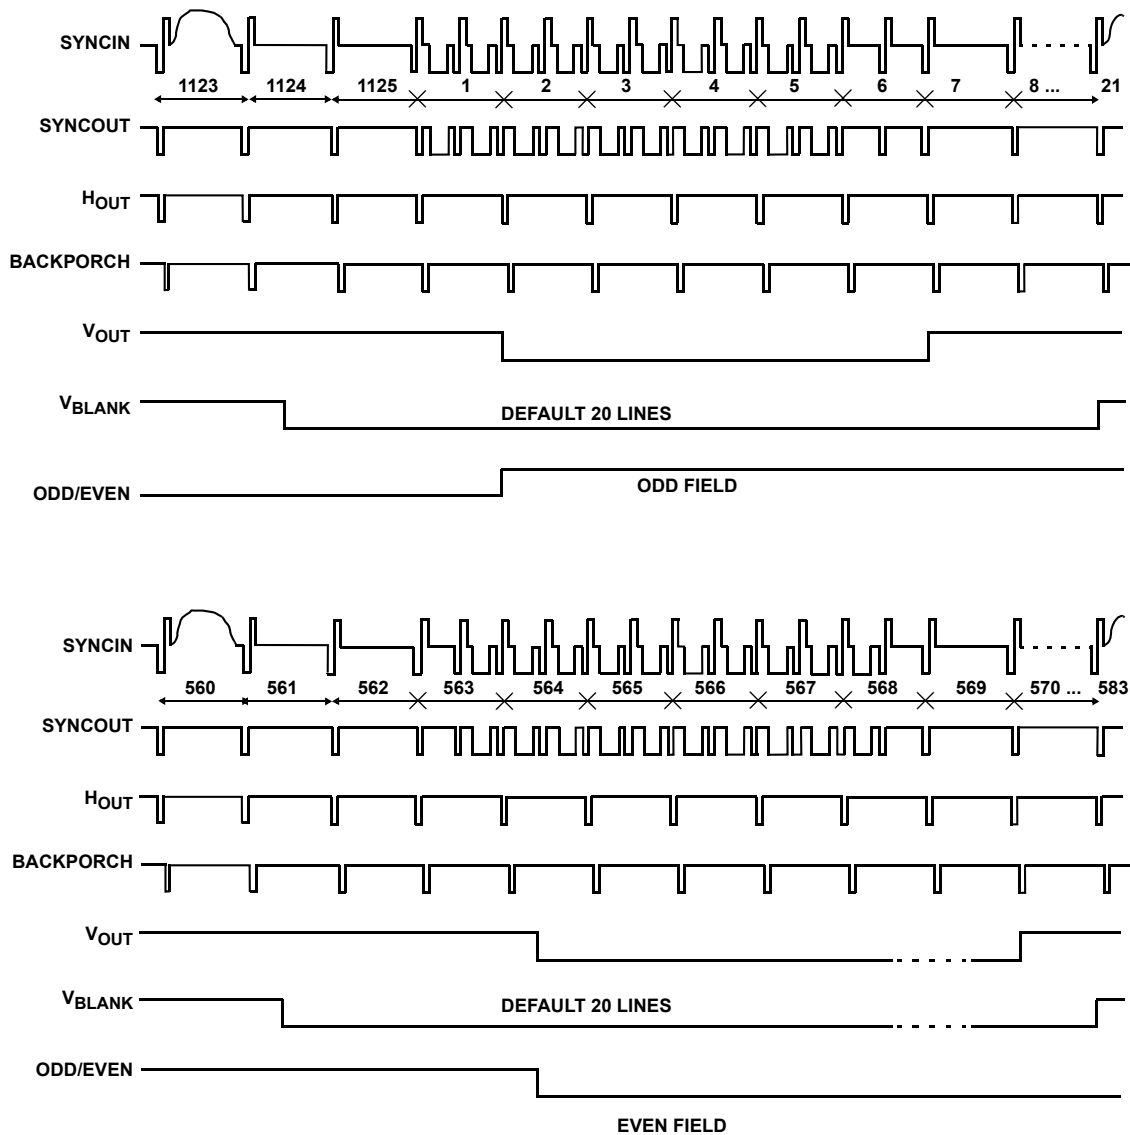 SYNCIN
1123 1124 1125 1 2 3 4 5 6 7 8 ... 21
SYNCOUT
HOUT
BACKPORCH
VOUT
VBLANK
DEFAULT 20 LINES
ODD/EVEN
ODD FIELD
SYNCIN
560 561 562 563 564 565 566 567 568 569 570 ... 583
SYNCOUT
HOUT
BACKPORCH
VOUT
VBLANK
DEFAULT 20 LINES
ODD/EVEN
EVEN FIELD